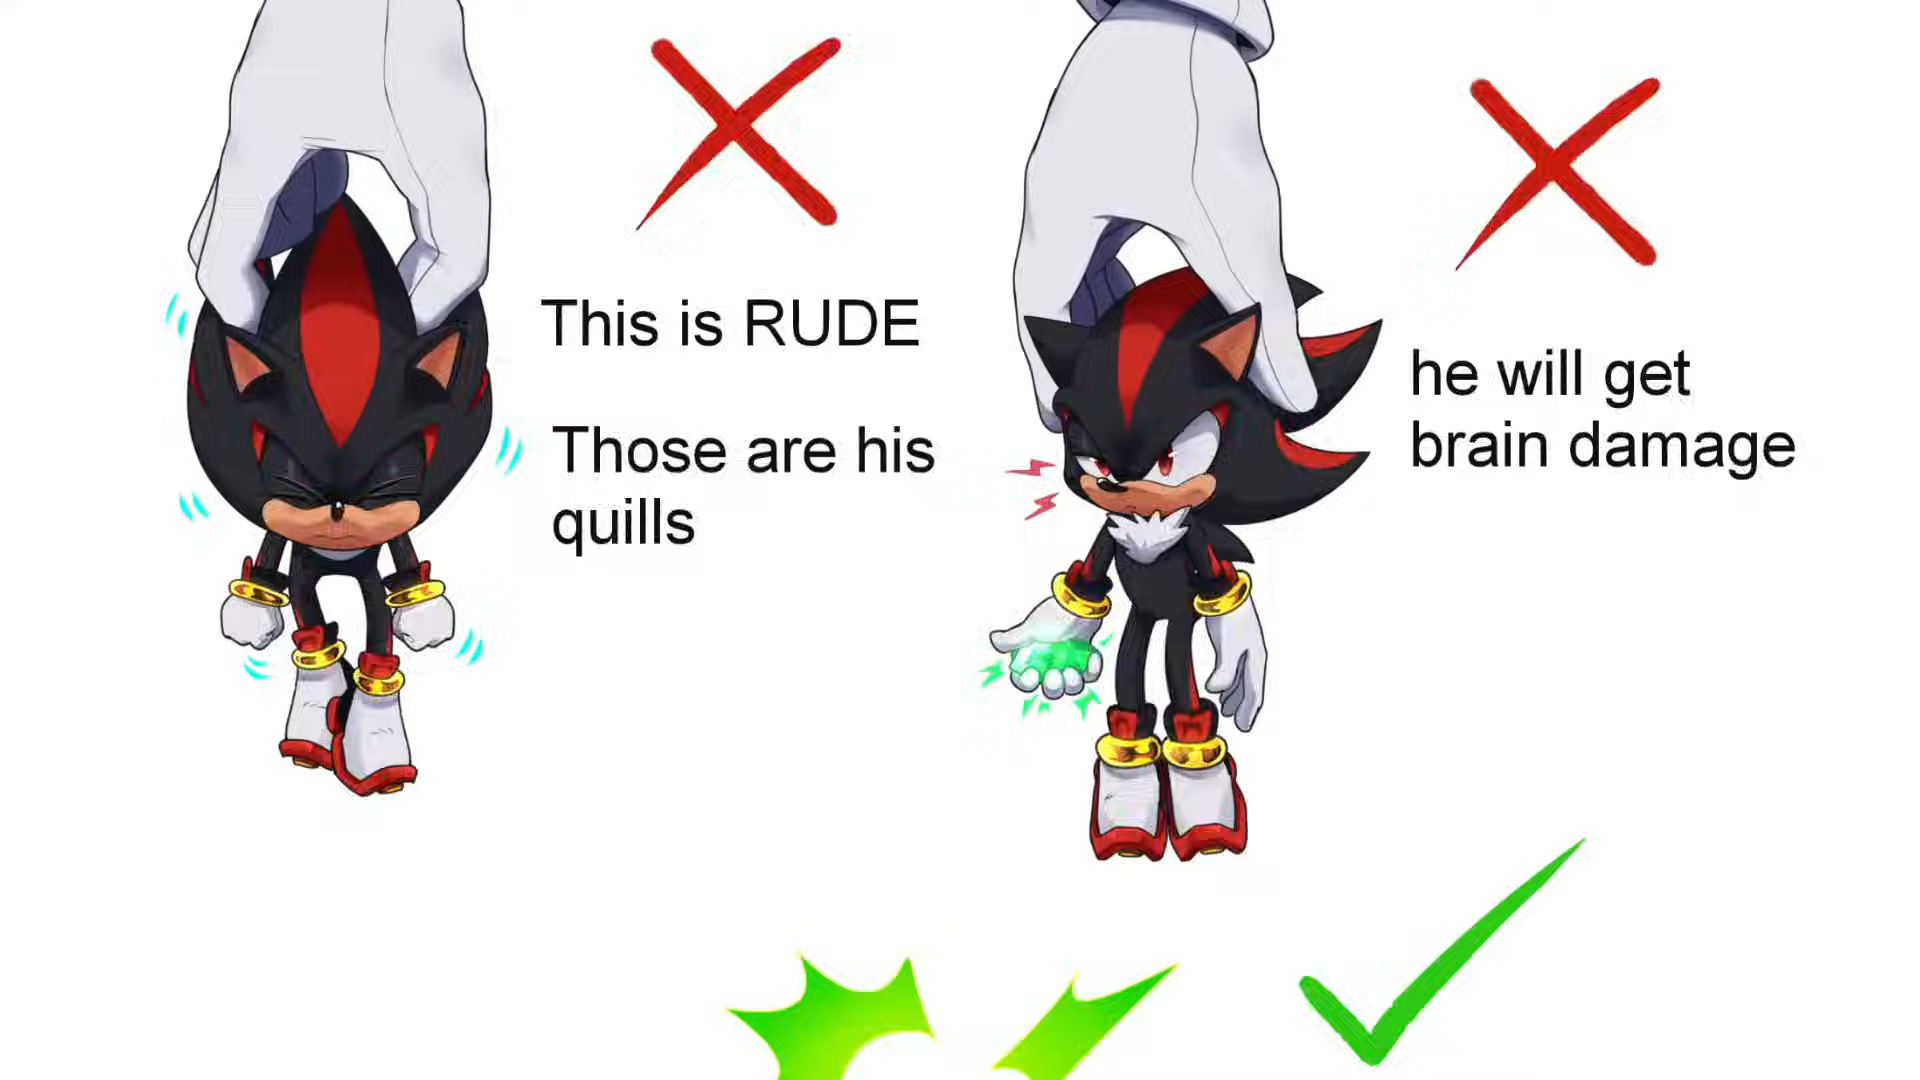 This is RUDE
Those are his
quills
he will get
brain damage